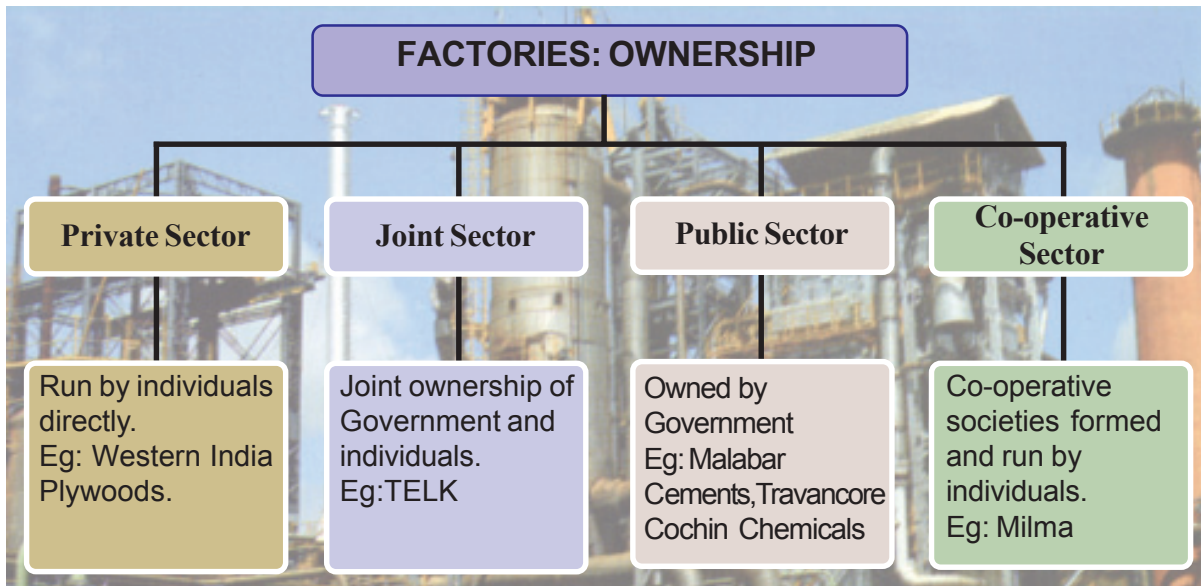 FACTORIES: OWNERSHIP
Private Sector
Joint Sector
Public Sector
Co-operative
Sector
Run by individuals
directly.
Eg: Western India
Plywoods.
Joint ownership of
Government and
individuals.
Eg:TELK
Owned by
Government
Eg: Malabar
Cements,Travancore
Cochin Chemicals
Co-operative
societies formed
and run by
individuals.
Eg: Milma